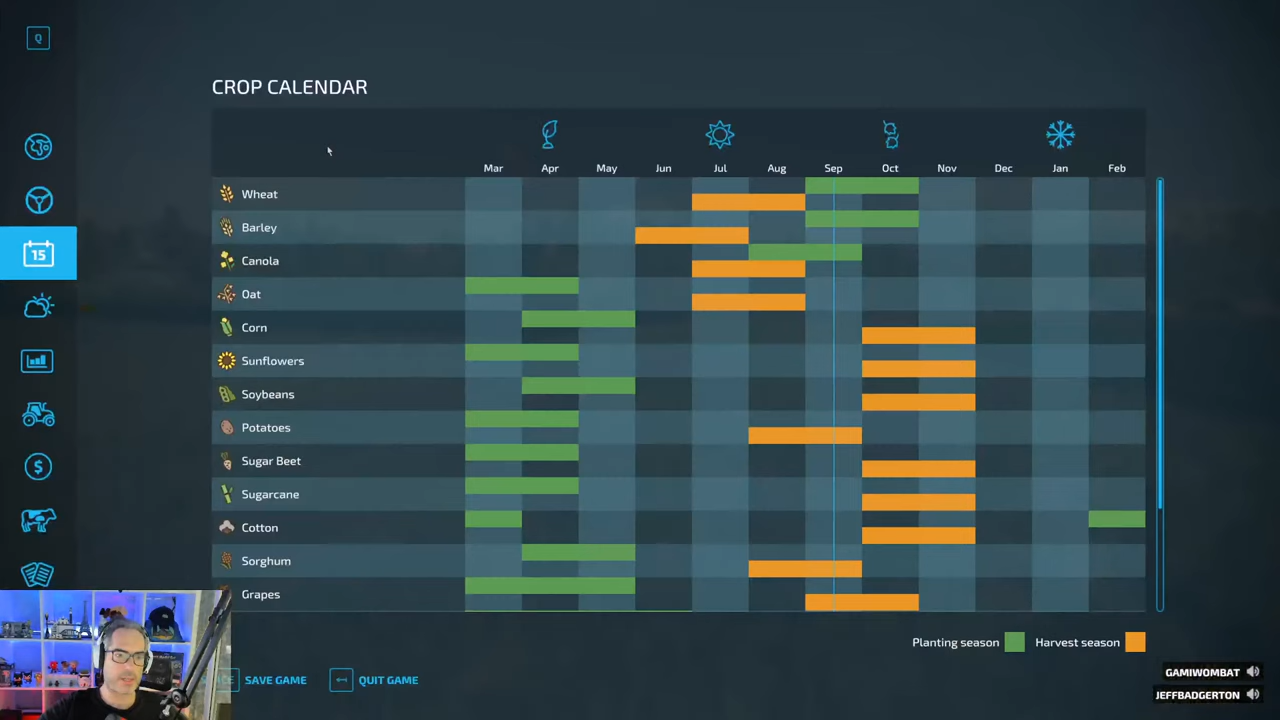 Q
CROP CALENDAR
Mar Apr May Jun Jul Aug Sep Oct Nov Dec Jan Feb
Wheat
Barley
15
Canola
Oat
Corn
Sunflowers
Soybeans
Potatoes
Sugar Beet
$
Sugarcane
Cotton
Sorghum
Grapes
Planting season Harvest season
SAVE GAME QUIT GAME
GAMIWOMBAT
JEFFBADGERTON